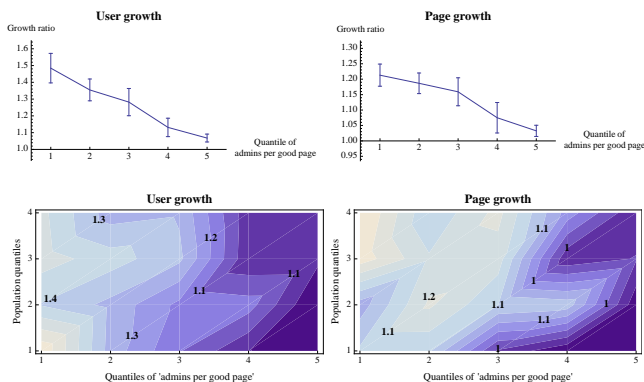 User growth
Growth ratio
1.6
1.5
1.4
1.3
1.2
1.1
1.0
1 2 3 4 5
Quantile of
admins per good page
Page growth
Growth ratio
1.30
1.25
1.20
1.15
1.10
1.05
1.00
0.95
1 2 3 4 5
Quantile of
admins per good page
User growth
Population quantiles
4
3
2
1
1.3
1.2
1.1
1.1
1.4
1.3
1 2 3 4 5
Quantiles of 'admins per good page'
Page growth
Population quantiles
4
3
2
1
1.1
1
1
1.2
1.1
1
1.1
1.1
1
1 2 3 4 5
Quantiles of 'admins per good page'